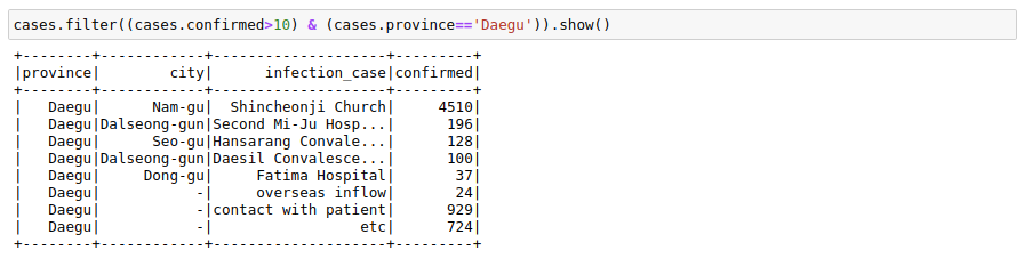 cases.filter((cases.confirmed>10) & (cases.province=='Daegu')).show()
+--------+------------+--------------------+---------+
|province|        city|      infection_case|confirmed|
+--------+------------+--------------------+---------+
|   Daegu|      Nam-gu|  Shincheonji Church|     4510|
|   Daegu|Dalseong-gun|Second Mi-Ju Hosp...|      196|
|   Daegu|      Seo-gu|Hansarang Convale...|      128|
|   Daegu|Dalseong-gun|Daesil Convalesce...|      100|
|   Daegu|     Dong-gu|     Fatima Hospital|       37|
|   Daegu|           -|     overseas inflow|       24|
|   Daegu|           -|contact with patient|      929|
|   Daegu|           -|                 etc|      724|
+--------+------------+--------------------+---------+